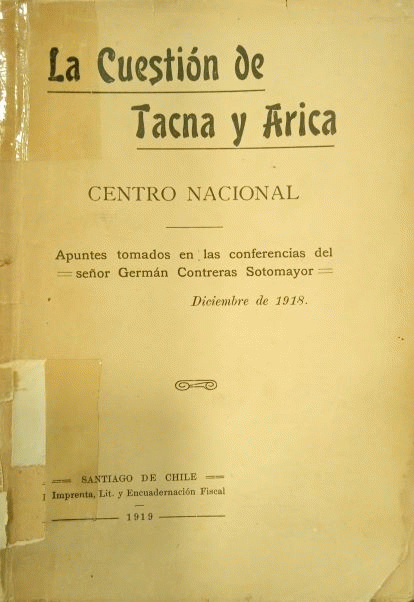 La Cuestión de
Tacna y Arica
CENTRO NACIONAL
Apuntes tomados en las conferencias del
señor Germán Contreras Sotomayor
Diciembre de 1918.
SANTIAGO DE CHILE
Imprenta, Lit. y Encuadernación Fiscal
1919